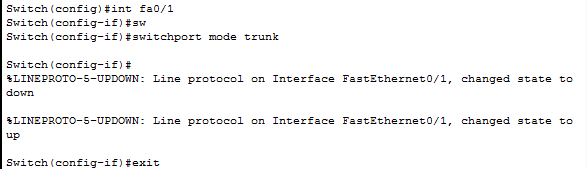 Switch(config)#int fa0/1
Switch(config-if)#sw
Switch(config-if)#switchport mode trunk
Switch(config-if)#
%LINEPROTO-5-UPDOWN: Line protocol on Interface FastEthernet0/1, changed state to
down
%LINEPROTO-5-UPDOWN: Line protocol on Interface FastEthernet0/1, changed state to
up
Switch(config-if)#exit